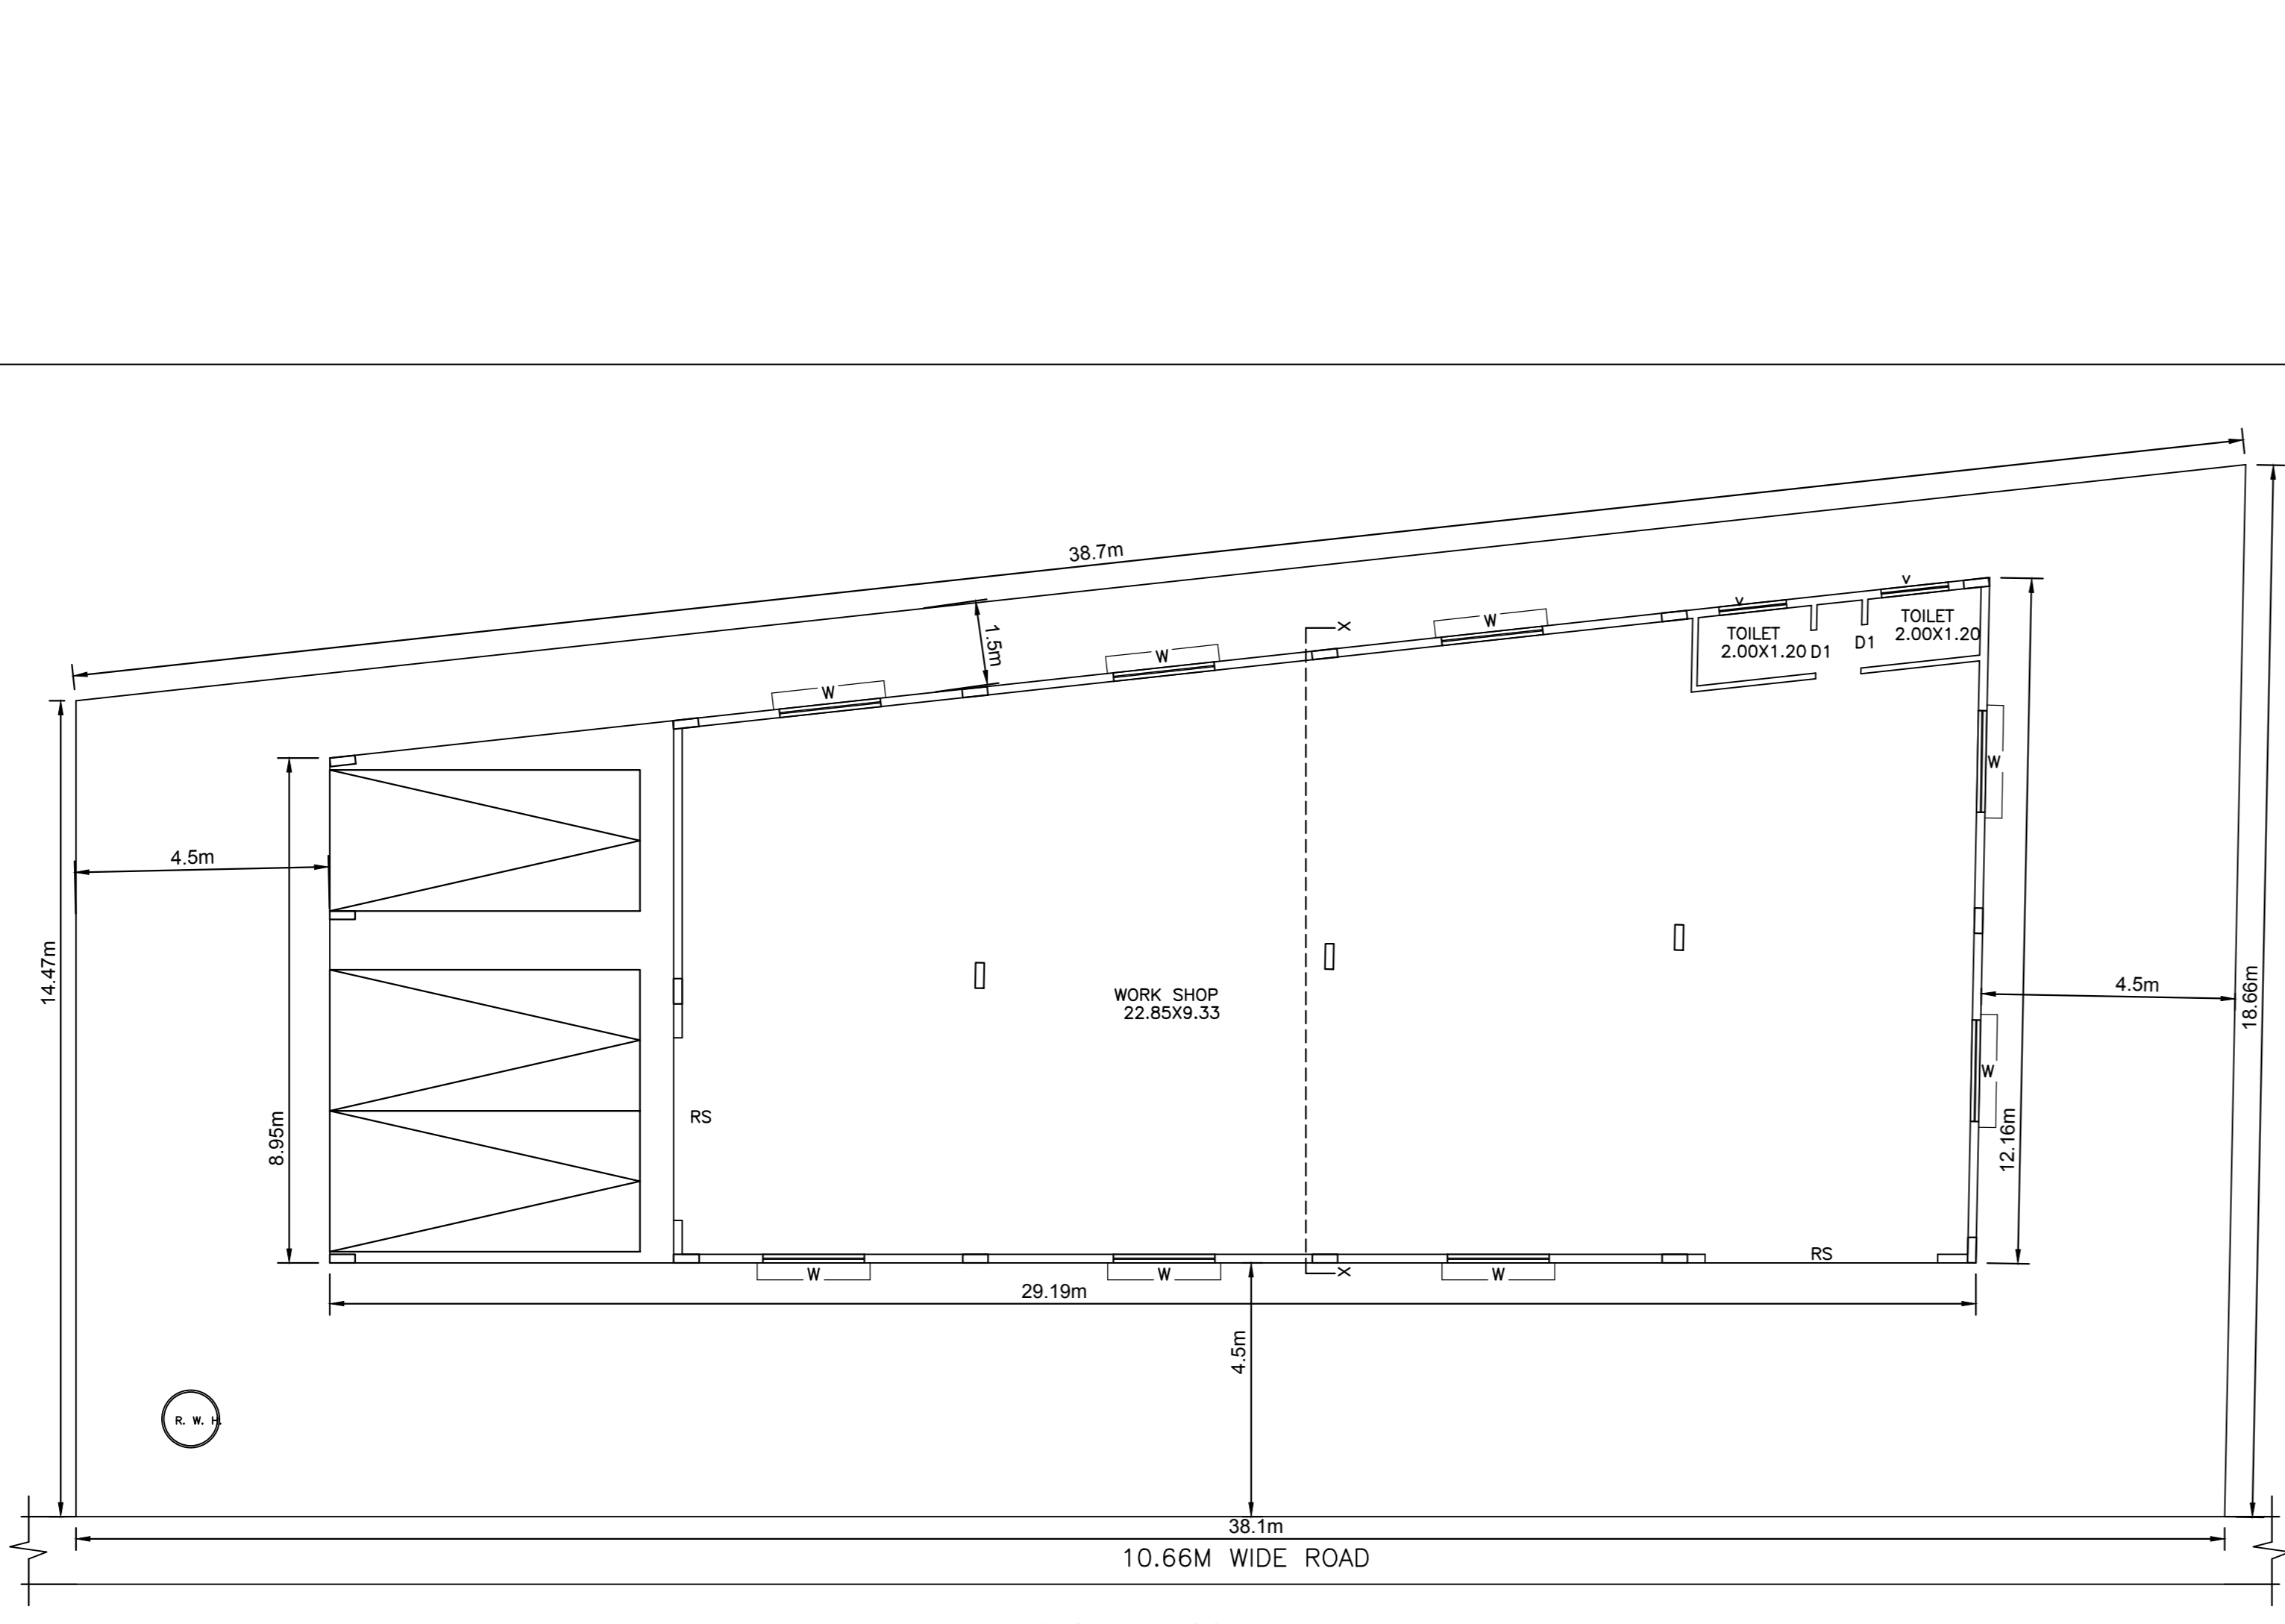 38.7m
1.5m
W
W
W
X
V
V
TOILET
2.00X1.20
D1
D1
TOILET
2.00X1.20
W
4.5m
14.47m
8.95m
WORK SHOP
22.85X9.33
4.5m
18.66m
W
12.16m
RS
RS
W
W
W
X
29.19m
4.5m
R. W. H.
38.1m
10.66M WIDE ROAD